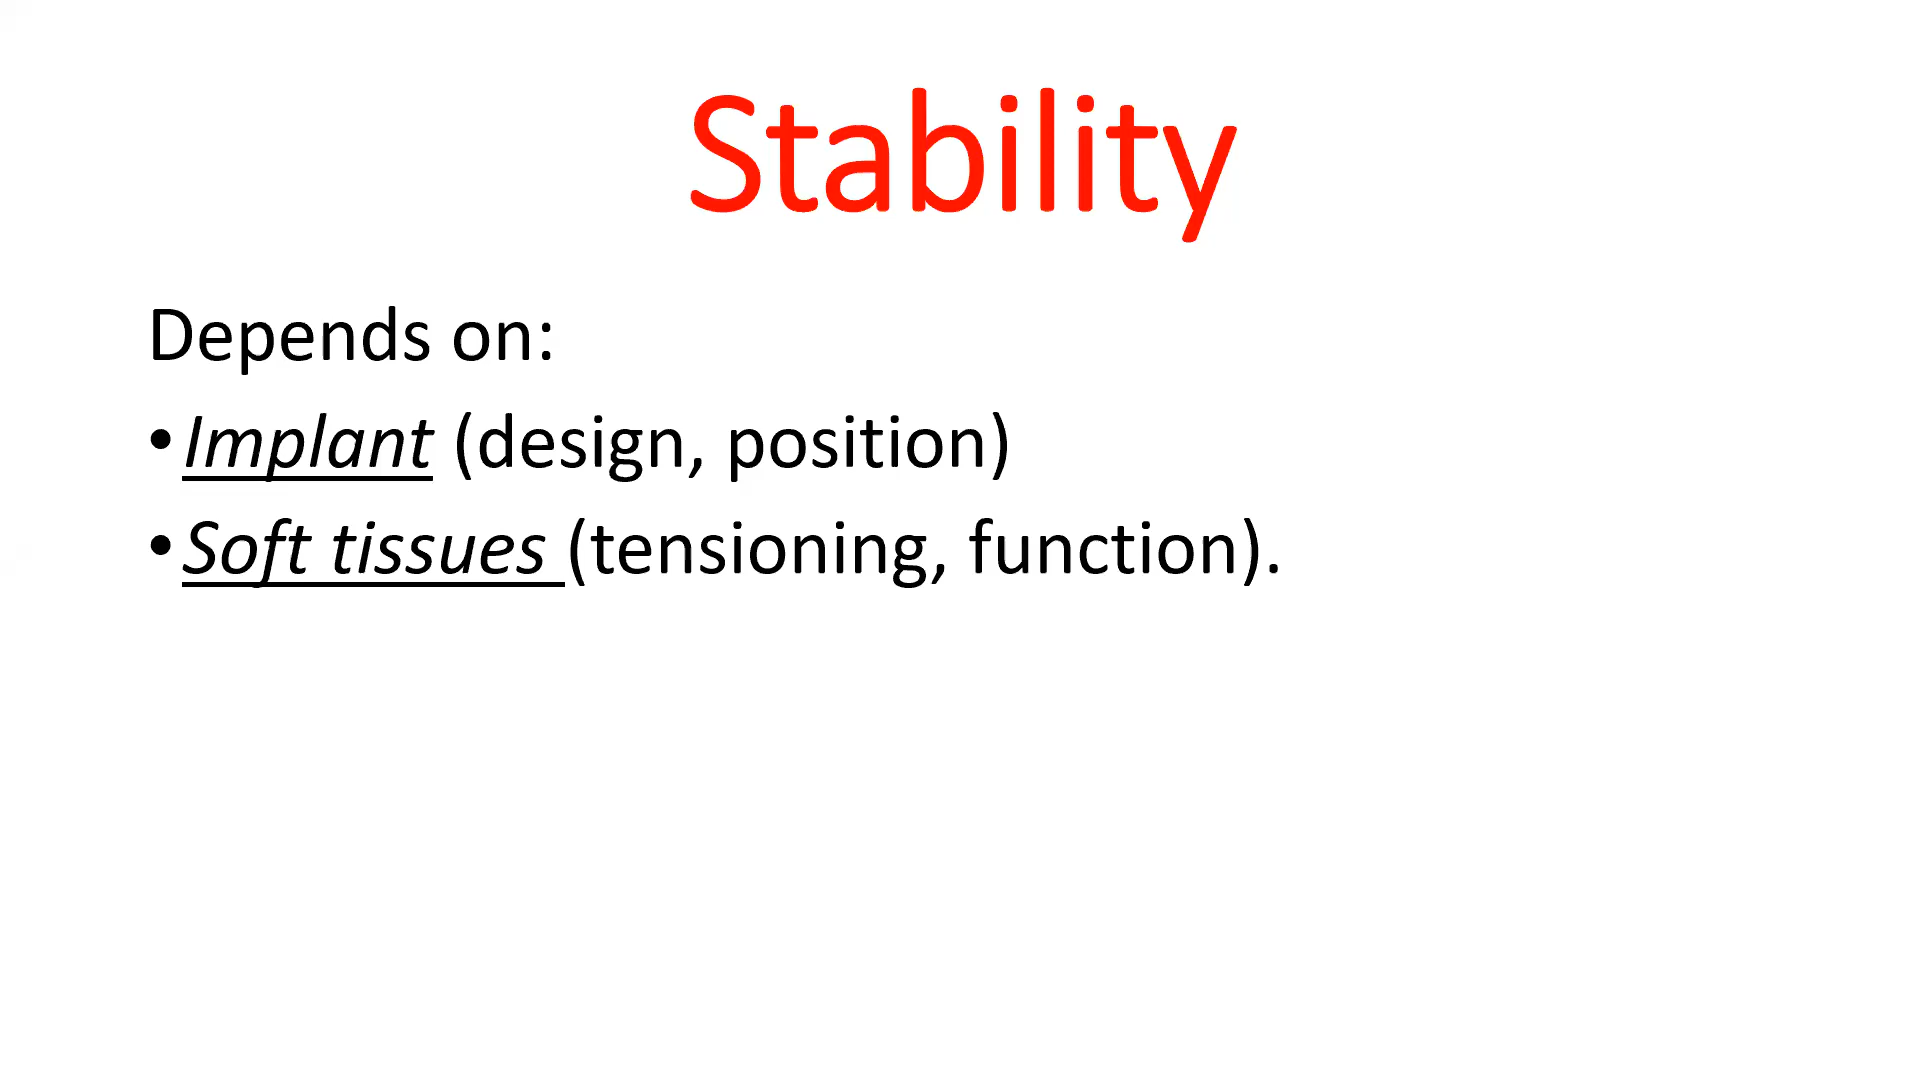 Stability
Depends on:
•Implant (design, position)
•Soft tissues (tensioning, function).